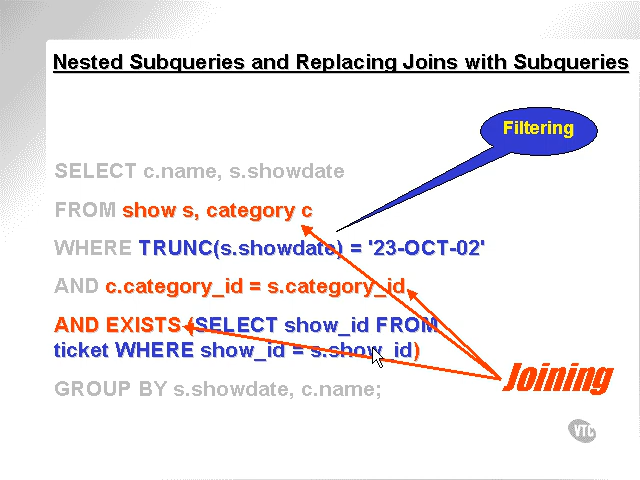 Nested Subqueries and Replacing Joins with Subqueries
Filtering
SELECT c.name, s.showdate
FROM show s, category c
WHERE TRUNC(s.showdate) = '23-OCT-02'
AND c.category_id = s.category_id
AND EXISTS (SELECT show_id FROM
ticket WHERE show_id = s.show_id)
GROUP BY s.showdate, c.name;
Joining
VTC